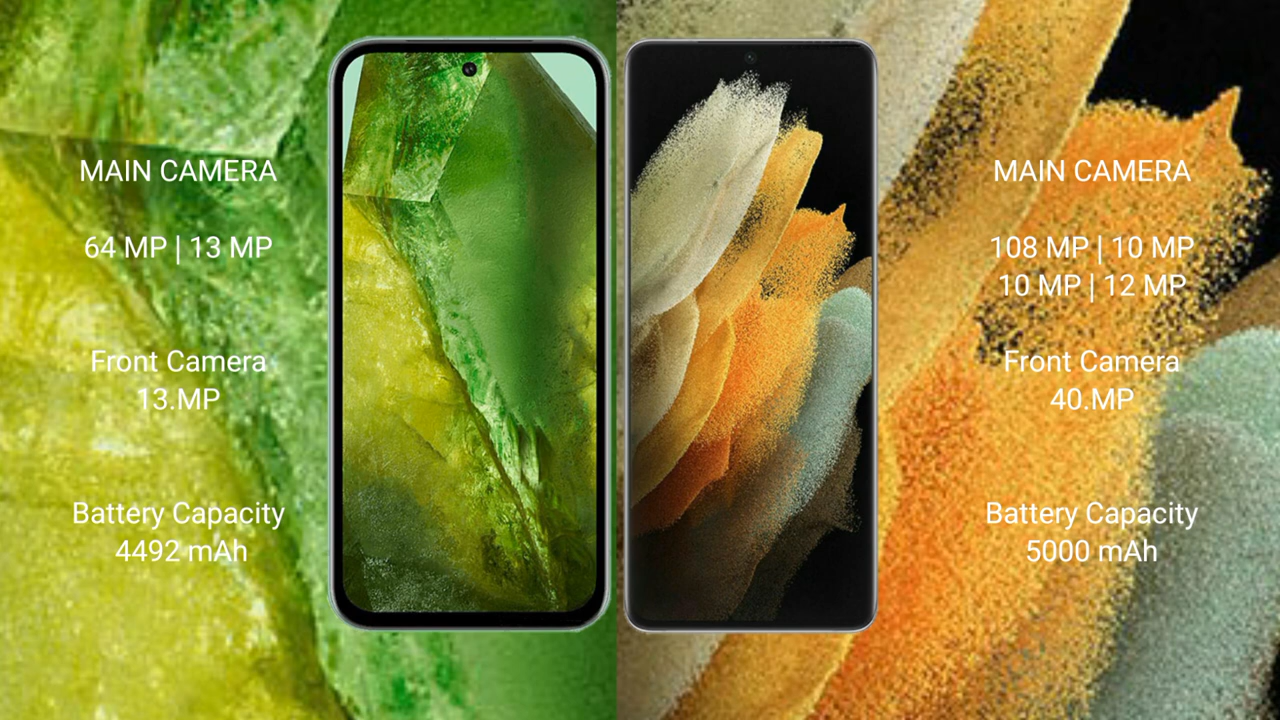 MAIN CAMERA
64 MP | 13 MP
Front Camera
13.MP
Battery Capacity
4492 mAh
MAIN CAMERA
108 MP | 10 MP
10 MP | 12 MP
Front Camera
40.MP
Battery Capacity
5000 mAh